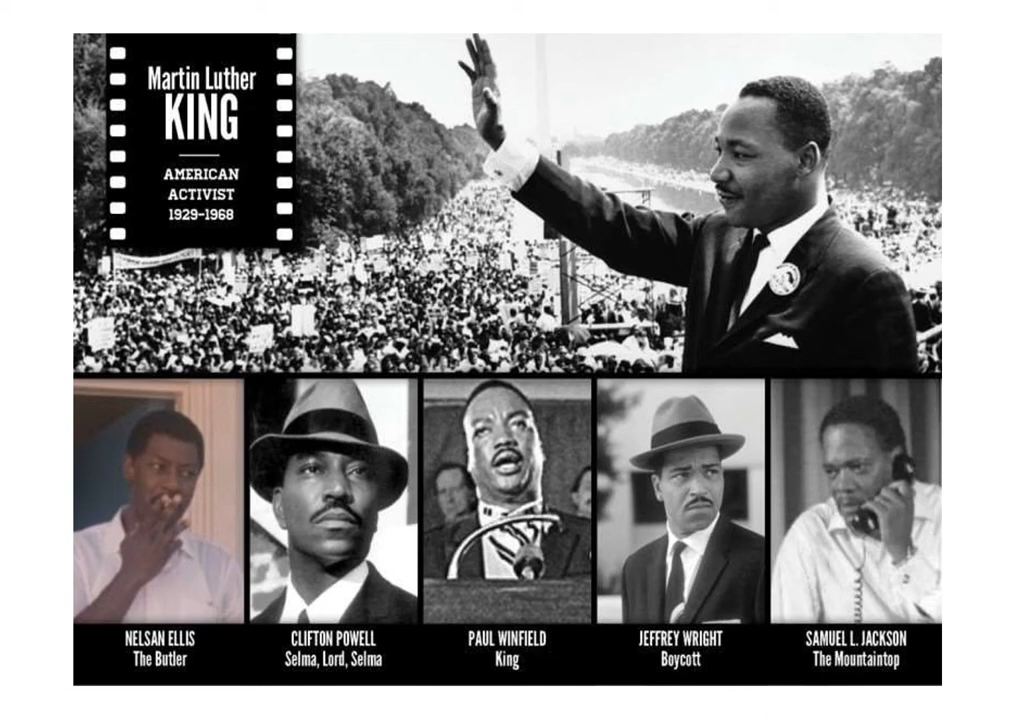 Martin Luther
KING
AMERICAN
ACTIVIST
1929–1968
NELSAN ELLIS
The Butler
CLIFTON POWELL
Selma, Lord, Selma
PAUL WINFIELD
King
JEFFREY WRIGHT
Boycott
SAMUEL L. JACKSON
The Mountaintop